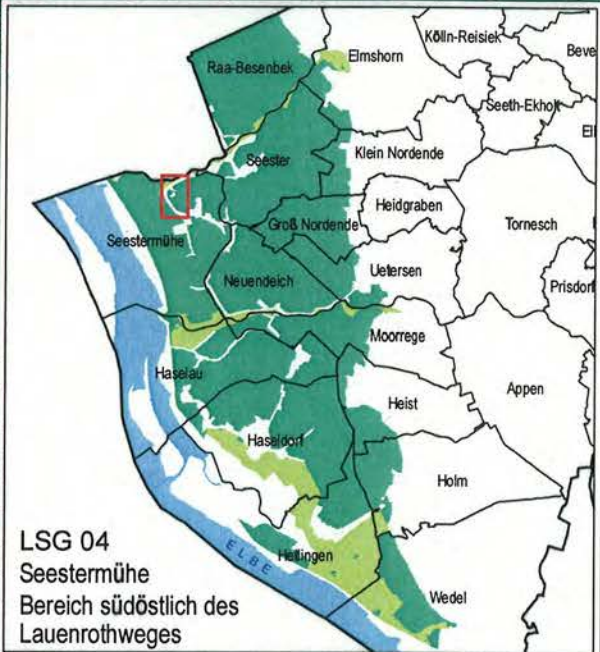 Kölln-Reisiek
Elmshorn
Beve
Raa-Besenbek
Seeth-Ekholt
Ell
Seester
Klein Nordende
Heidgraben
Groß Nordende
Tornesch
Seestermühe
Neuendeich
Uetersen
Prisdorf
Moorrege
Haselau
Heist
Appen
Haseldorf
Holm
ELBE
Hetlingen
Wedel
LSG 04
Seestermühe
Bereich südöstlich des
Lauenrothweges